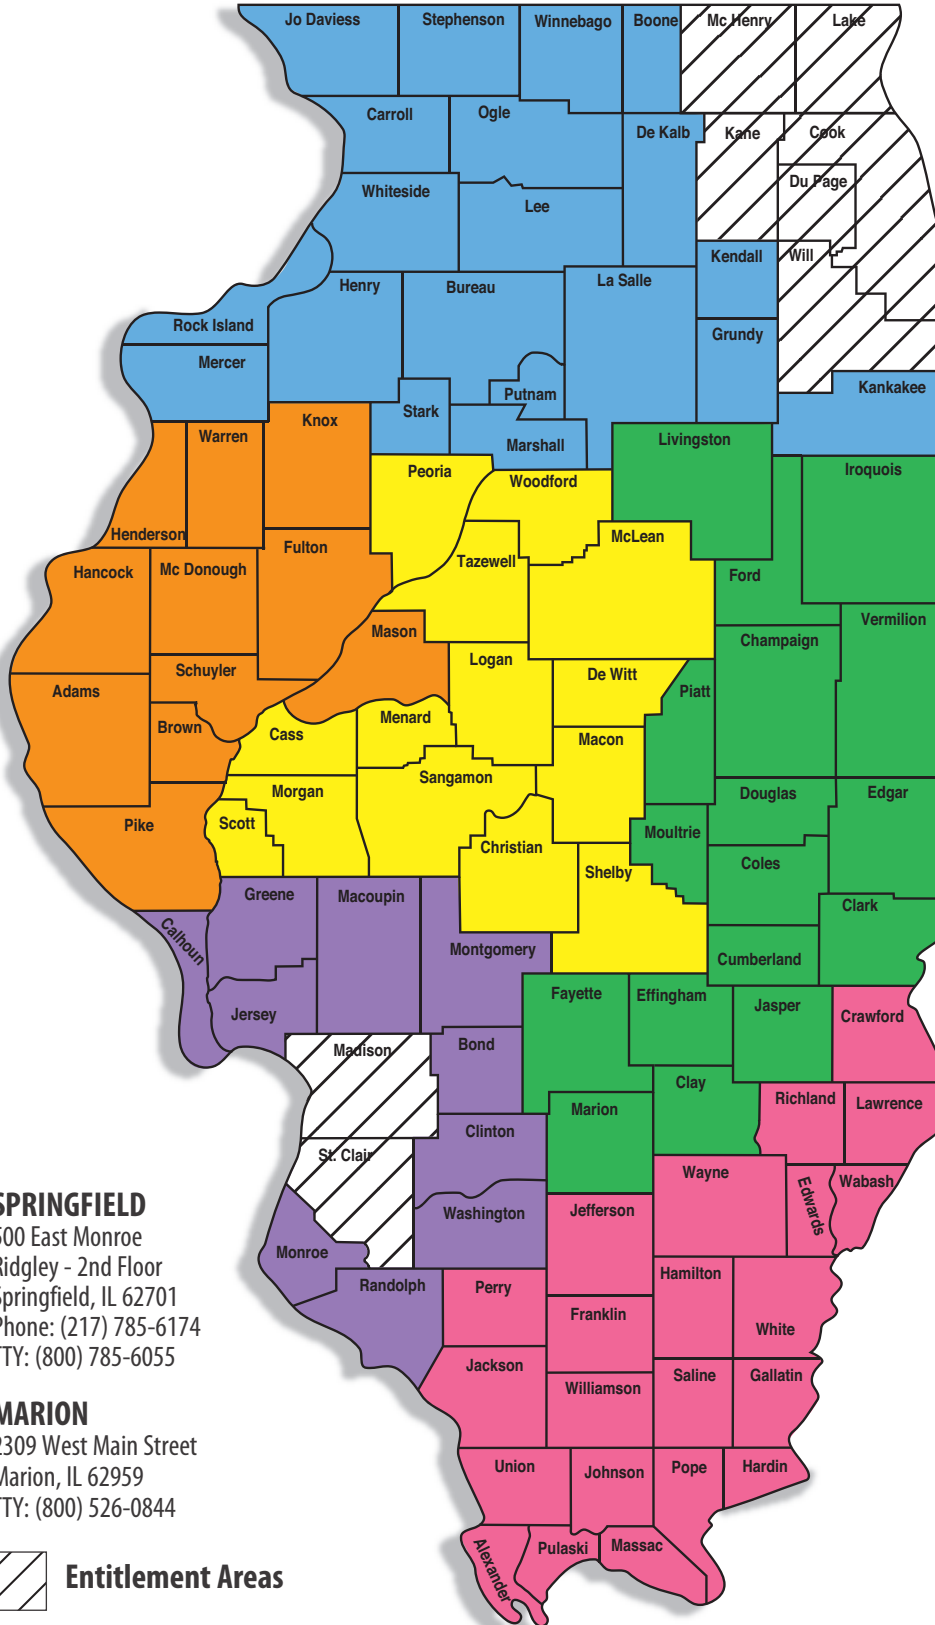 Jo Daviess
Stephenson
Winnebago
Boone
Mc Henry
Lake
Carroll
Ogle
De Kalb
Kane
Cook
Du Page
Whiteside
Lee
Kendall
Will
Henry
Bureau
La Salle
Rock Island
Grundy
Mercer
Putnam
Kankakee
Stark
Knox
Warren
Marshall
Livingston
Peoria
Woodford
Iroquois
Henderson
Fulton
McLean
Hancock
Mc Donough
Tazewell
Ford
Mason
Vermilion
Champaign
Logan
Schuyler
De Witt
Adams
Piatt
Menard
Brown
Cass
Macon
Sangamon
Morgan
Douglas
Edgar
Pike
Scott
Moultrie
Christian
Coles
Shelby
Greene
Macoupin
Clark
Calhoun
Montgomery
Cumberland
Fayette
Effingham
Jasper
Jersey
Crawford
Madison
Bond
Clay
Richland
Lawrence
Marion
Clinton
St. Clair
Wayne
Wabash
Edwards
Washington
Jefferson
Monroe
Hamilton
Randolph
Perry
Franklin
White
Jackson
Saline
Gallatin
Williamson
Union
Johnson
Pope
Hardin
Alexander
Pulaski
Massac
SPRINGFIELD
500 East Monroe
Ridgley - 2nd Floor
Springfield, IL 62701
Phone: (217) 785-6174
TTY: (800) 785-6055
MARION
2309 West Main Street
Marion, IL 62959
TTY: (800) 526-0844
Entitlement Areas